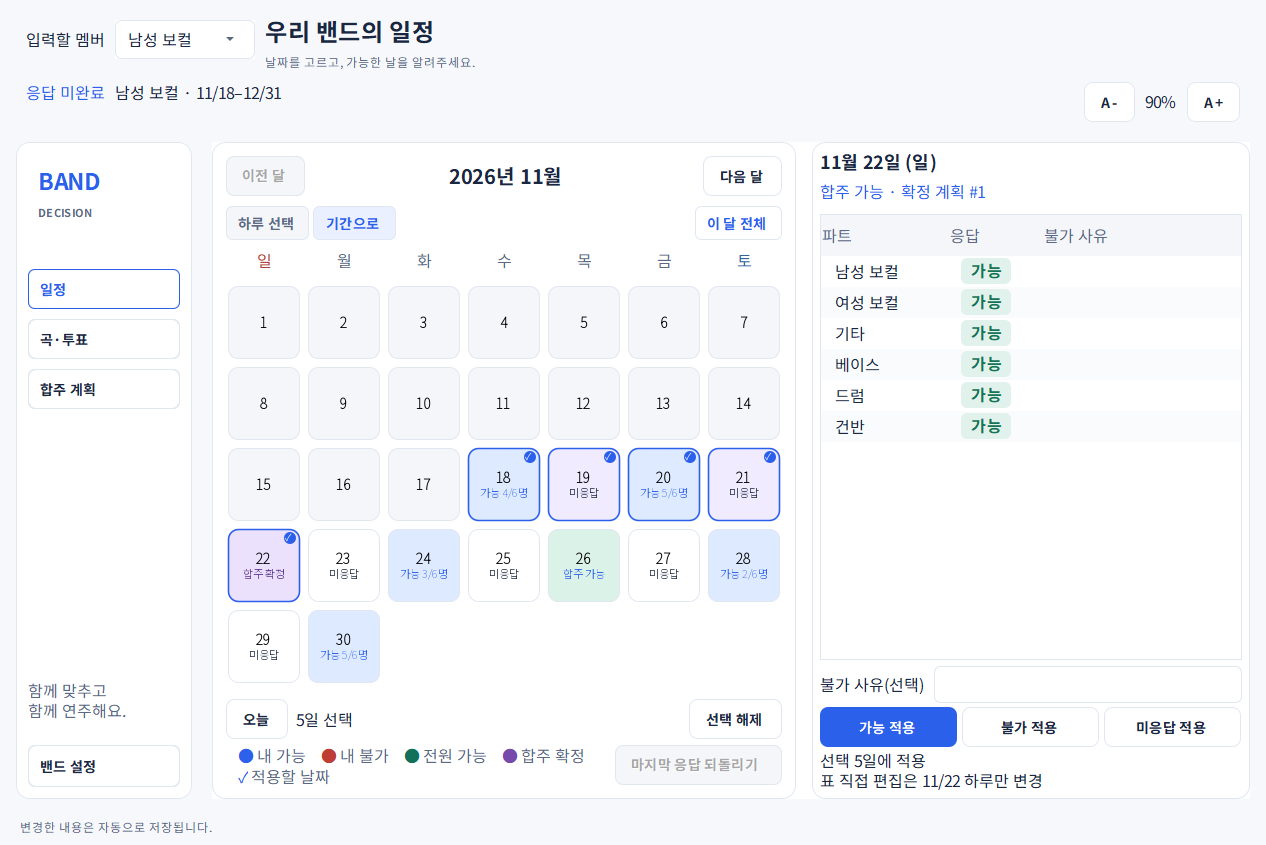 입력할 멤버
남성 보컬
우리 밴드의 일정
날짜를 고르고, 가능한 날을 알려주세요.
응답 미완료 남성 보컬 · 11/18–12/31
A-
90%
A+
BAND
DECISION
일정
곡·투표
합주 계획
함께 맞추고
함께 연주해요.
밴드 설정
이전 달
2026년 11월
다음 달
하루 선택
기간으로
이 달 전체
일 월 화 수 목 금 토
1 2 3 4 5 6 7
8 9 10 11 12 13 14
15 16 17 18 19 20 21
가능 4/6명 미응답 가능 5/6명 미응답
22 23 24 25 26 27 28
합주 확정 미응답 가능 3/6명 미응답 합주 가능 미응답 가능 2/6명
29 30
미응답 가능 5/6명
오늘
5일 선택
선택 해제
내 가능 내 불가 전원 가능 합주 확정
✓ 적용할 날짜
마지막 응답 되돌리기
11월 22일 (일)
합주 가능 · 확정 계획 #1
파트 응답 불가 사유
남성 보컬 가능
여성 보컬 가능
기타 가능
베이스 가능
드럼 가능
건반 가능
불가 사유(선택)
가능 적용
불가 적용
미응답 적용
선택 5일에 적용
표 직접 편집은 11/22 하루만 변경
변경한 내용은 자동으로 저장됩니다.